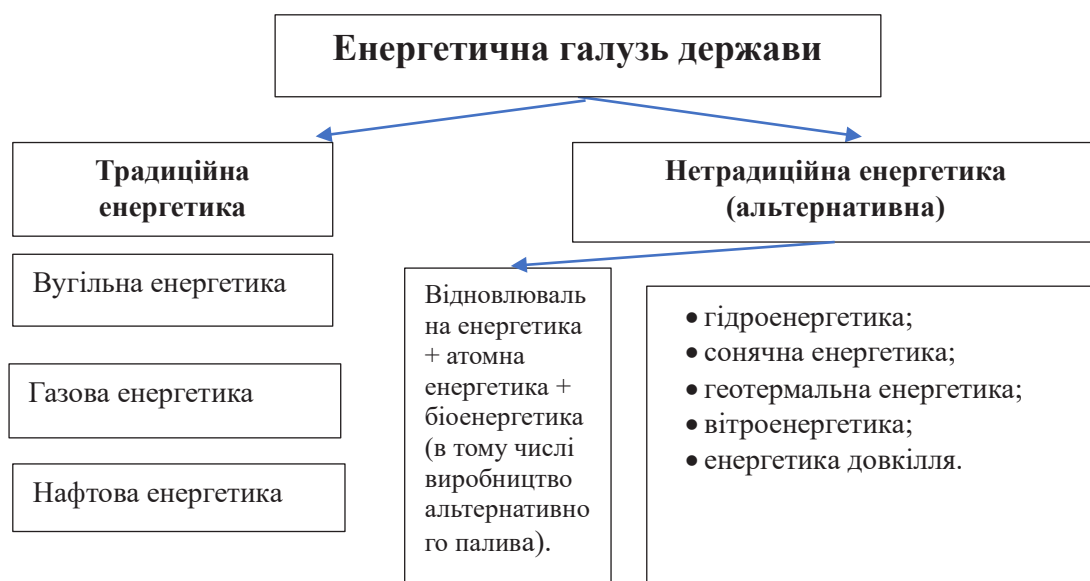 Енергетична галузь держави
Традиційна
енергетика
Нетрадиційна енергетика
(альтернативна)
Вугільна енергетика
Газова енергетика
Нафтова енергетика
Відновлюваль
на енергетика
+ атомна
енергетика +
біоенергетика
(в тому числі
виробництво
альтернативно
го палива).
• гідроенергетика;
• сонячна енергетика;
• геотермальна енергетика;
• вітроенергетика;
• енергетика довкілля.